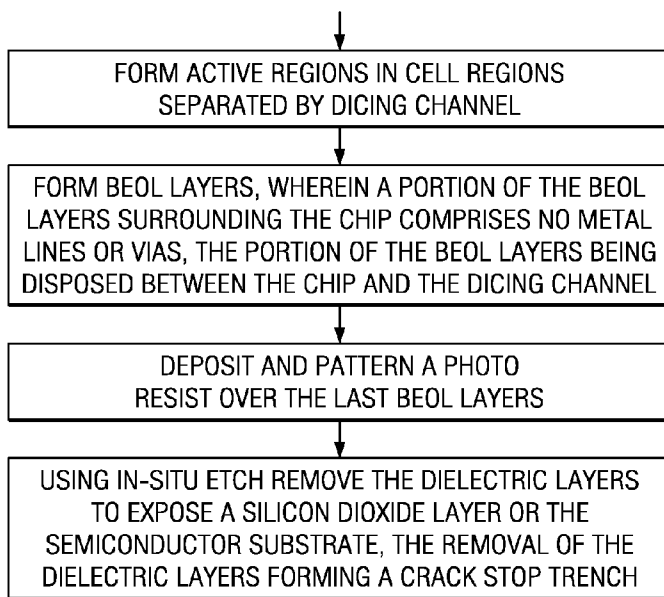 FORM ACTIVE REGIONS IN CELL REGIONS
SEPARATED BY DICING CHANNEL
FORM BEOL LAYERS, WHEREIN A PORTION OF THE BEOL
LAYERS SURROUNDING THE CHIP COMPRISES NO METAL
LINES OR VIAS, THE PORTION OF THE BEOL LAYERS BEING
DISPOSED BETWEEN THE CHIP AND THE DICING CHANNEL
DEPOSIT AND PATTERN A PHOTO
RESIST OVER THE LAST BEOL LAYERS
USING IN-SITU ETCH REMOVE THE DIELECTRIC LAYERS
TO EXPOSE A SILICON DIOXIDE LAYER OR THE
SEMICONDUCTOR SUBSTRATE, THE REMOVAL OF THE
DIELECTRIC LAYERS FORMING A CRACK STOP TRENCH